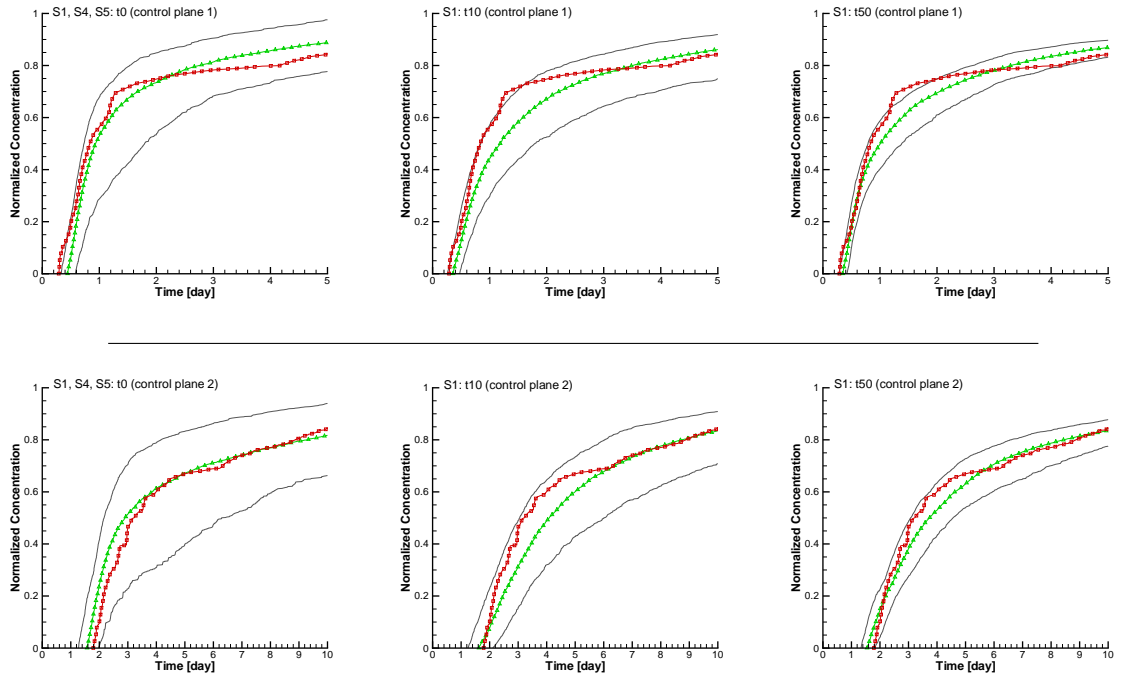 S1, S4, S5: t0 (control plane 1)
Normalized Concentration
1
0.8
0.6
0.4
0.2
0
0 1 2 3 4 5
Time [day]
S1: t10 (control plane 1)
Normalized Concentration
1
0.8
0.6
0.4
0.2
0
0 1 2 3 4 5
Time [day]
S1: t50 (control plane 1)
Normalized Concentration
1
0.8
0.6
0.4
0.2
0
0 1 2 3 4 5
Time [day]
S1, S4, S5: t0 (control plane 2)
Normalized Concentration
1
0.8
0.6
0.4
0.2
0
0 1 2 3 4 5 6 7 8 9 10
Time [day]
S1: t10 (control plane 2)
Normalized Concentration
1
0.8
0.6
0.4
0.2
0
0 1 2 3 4 5 6 7 8 9 10
Time [day]
S1: t50 (control plane 2)
Normalized Concentration
1
0.8
0.6
0.4
0.2
0
0 1 2 3 4 5 6 7 8 9 10
Time [day]